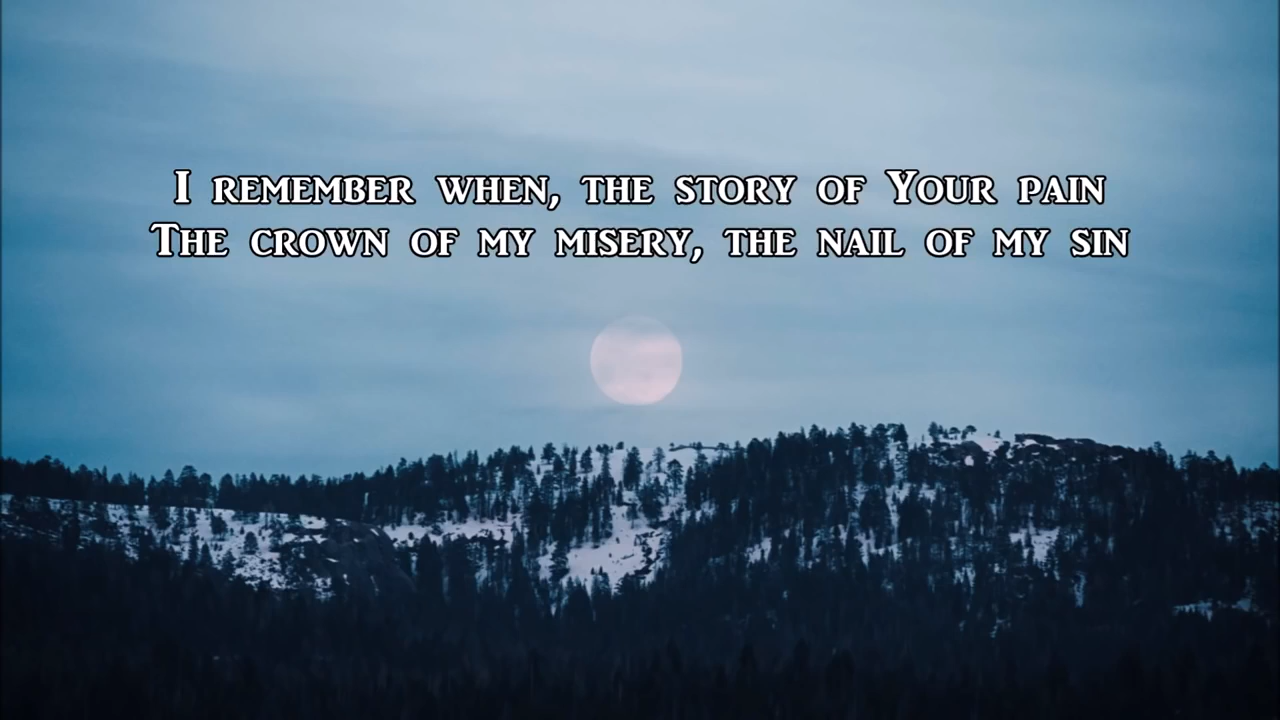 I remember when, the story of Your pain
The crown of my misery, the nail of my sin